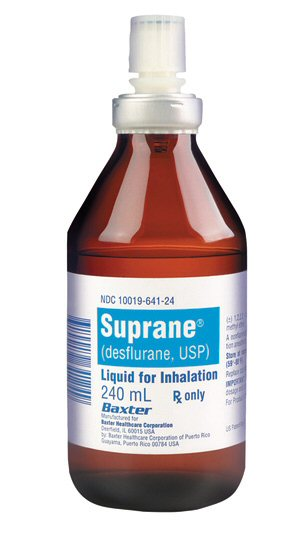 NDC 10019-641-24
Suprane®
(desflurane, USP)
Liquid for Inhalation
240 mL ℞ only
Baxter
Manufactured for
Baxter Healthcare Corporation
Deerfield, IL 60015 USA
by: Baxter Healthcare Corporation of Puerto Rico
Guayama, Puerto Rico 00784 USA